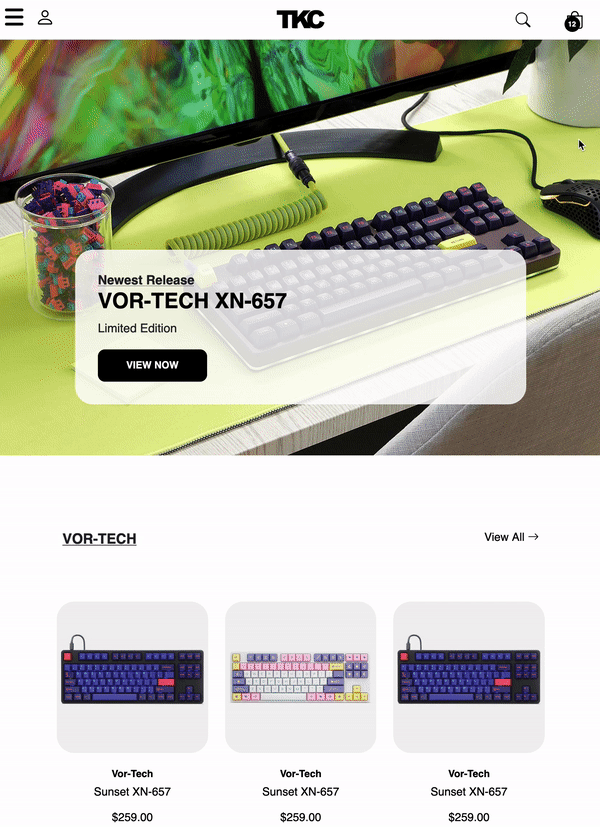 TKC
12
Newest Release
VOR-TECH XN-657
Limited Edition
VIEW NOW
VOR-TECH
View All →
Vor-Tech
Sunset XN-657
$259.00
Vor-Tech
Sunset XN-657
$259.00
Vor-Tech
Sunset XN-657
$259.00